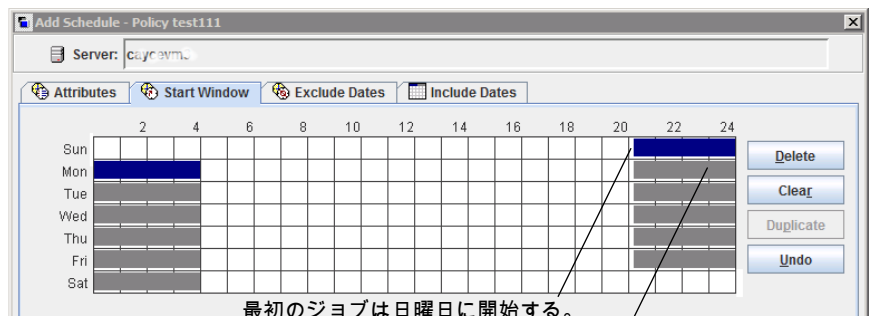 Add Schedule - Policy test111
Server:
Attributes
Start Window
Exclude Dates
Include Dates
2 4 6 8 10 12 14 16 18 20 22 24
Sun
Mon
Tue
Wed
Thu
Fri
Sat
Delete
Clear
Duplicate
Undo
最初のジョブは日曜日に開始する。